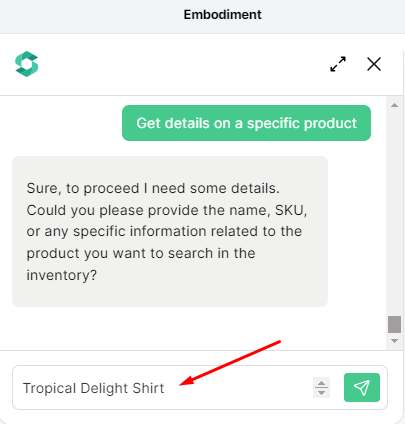 Embodiment
Get details on a specific product
Sure, to proceed I need some details.
Could you please provide the name, SKU,
or any specific information related to the
product you want to search in the
inventory?
Tropical Delight Shirt